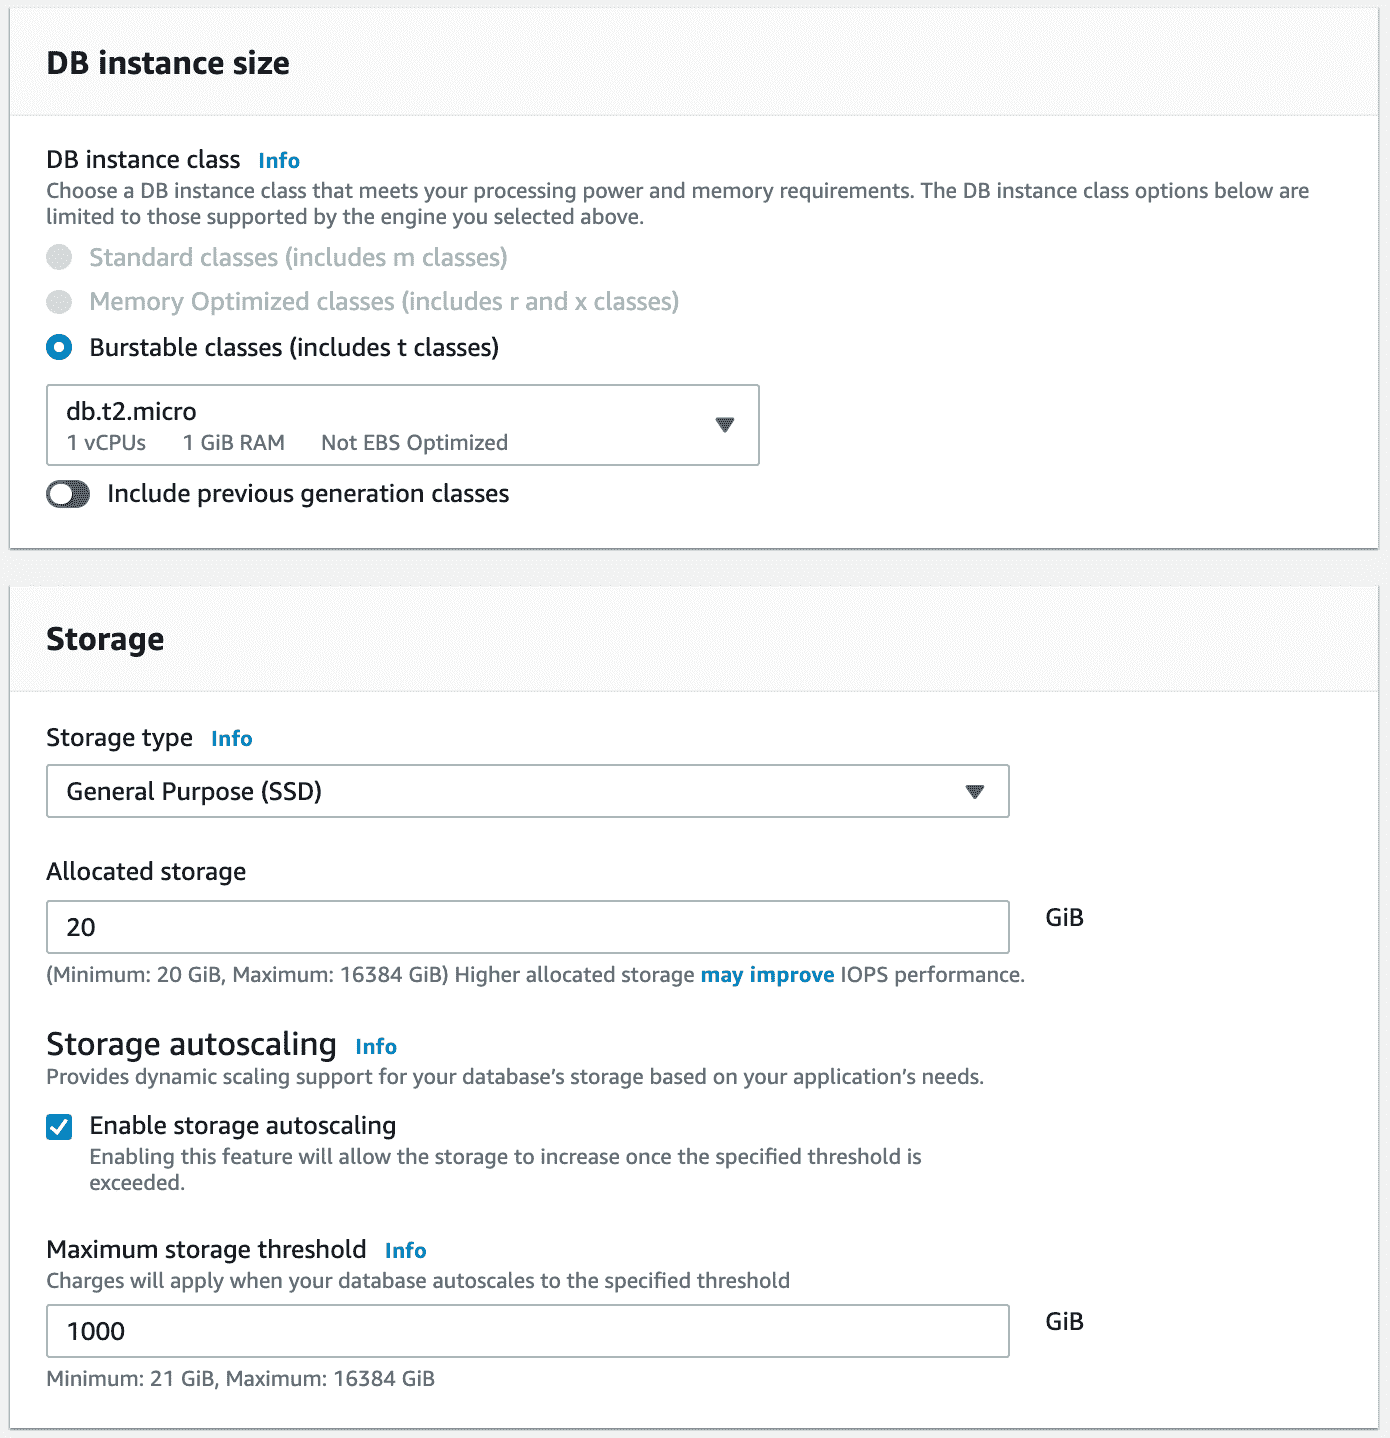 DB instance size
DB instance class Info
Choose a DB instance class that meets your processing power and memory requirements. The DB instance class options below are
limited to those supported by the engine you selected above.
Standard classes (includes m classes)
Memory Optimized classes (includes r and x classes)
Burstable classes (includes t classes)
db.t2.micro
1 vCPUs 1 GiB RAM Not EBS Optimized
Include previous generation classes
Storage
Storage type Info
General Purpose (SSD)
Allocated storage
20 GiB
(Minimum: 20 GiB, Maximum: 16384 GiB) Higher allocated storage may improve IOPS performance.
Storage autoscaling Info
Provides dynamic scaling support for your database’s storage based on your application’s needs.
Enable storage autoscaling
Enabling this feature will allow the storage to increase once the specified threshold is
exceeded.
Maximum storage threshold Info
Charges will apply when your database autoscales to the specified threshold
1000 GiB
Minimum: 21 GiB, Maximum: 16384 GiB